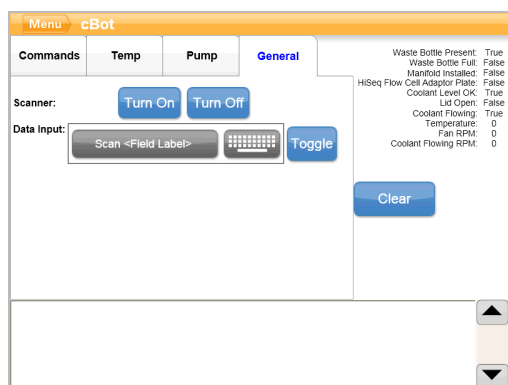 Menu cBot
Commands Temp Pump General
Scanner: Turn On Turn Off
Data Input: Scan <Field Label> Toggle
Waste Bottle Present: True
Waste Bottle Full: False
Manifold Installed: False
HiSeq Flow Cell Adaptor Plate: False
Coolant Level OK: True
Lid Open: False
Coolant Flowing: True
Temperature: 0
Fan RPM: 0
Coolant Flowing RPM: 0
Clear